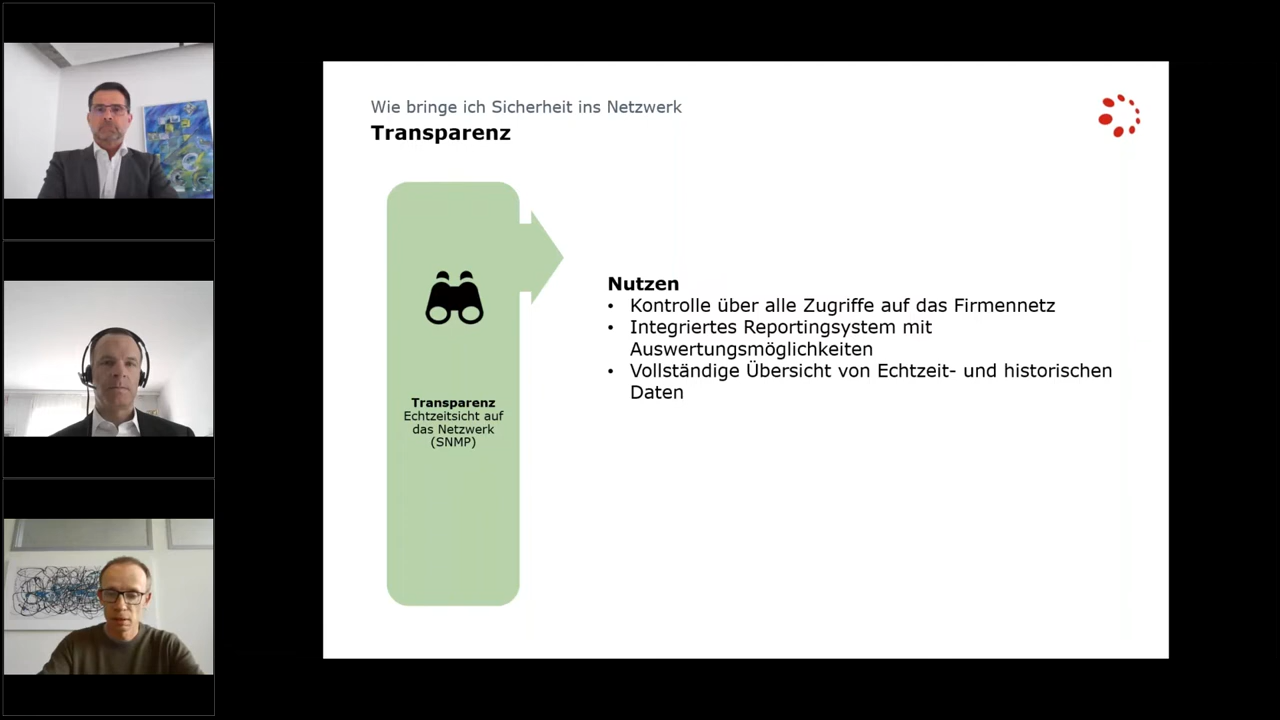 Wie bringe ich Sicherheit ins Netzwerk
Transparenz
Transparenz
Echtzeitsicht auf
das Netzwerk
(SNMP)
Nutzen
• Kontrolle über alle Zugriffe auf das Firmennetz
• Integriertes Reportingsystem mit
Auswertungsmöglichkeiten
• Vollständige Übersicht von Echtzeit- und historischen
Daten